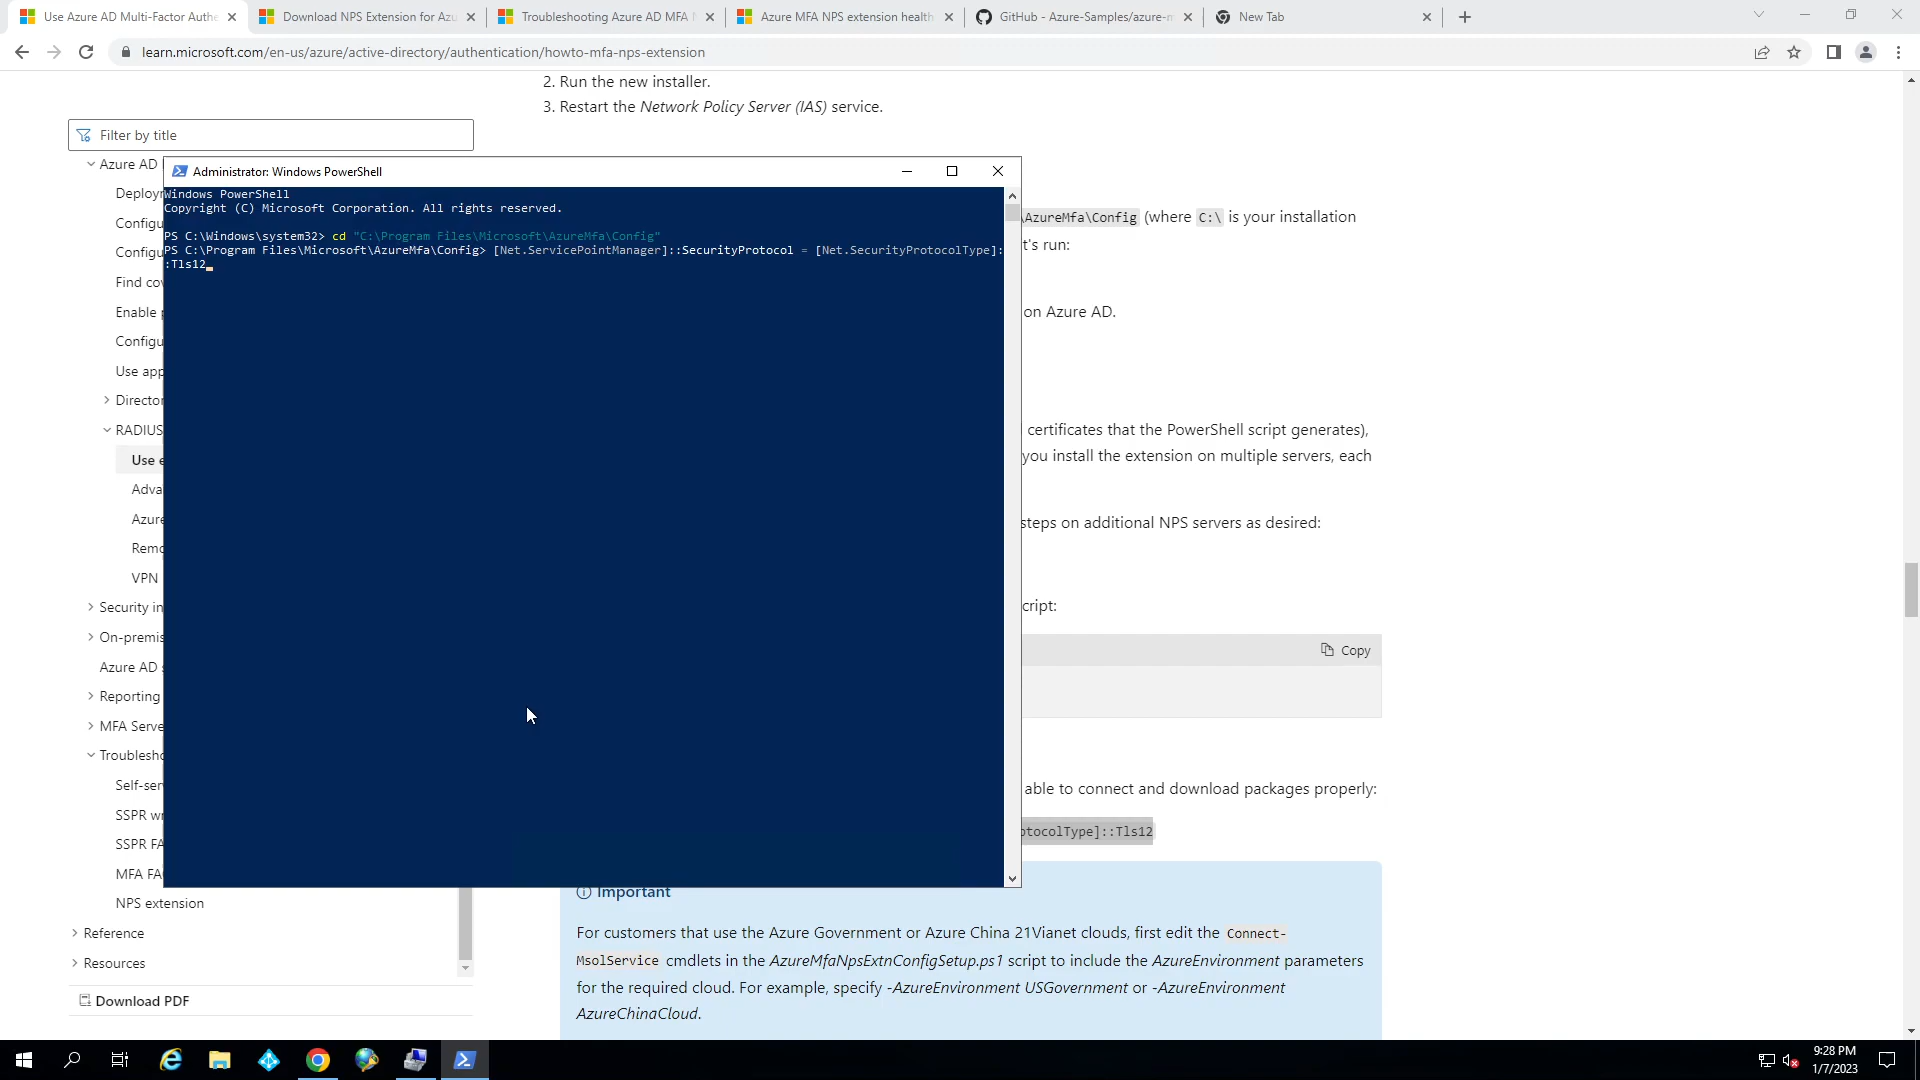 Use Azure AD Multi-Factor Authe
Download NPS Extension for Azu
Troubleshooting Azure AD MFA
Azure MFA NPS extension health
GitHub - Azure-Samples/azure-m
New Tab
learn.microsoft.com/en-us/azure/active-directory/authentication/howto-mfa-nps-extension
2. Run the new installer.
3. Restart the Network Policy Server (IAS) service.
Filter by title
Azure AD
Deploym
Configu
Configu
Find cov
Enable p
Configu
Use app
Director
RADIUS
Use e
Adva
Azure
Remo
VPN
Security in
On-premis
Azure AD s
Reporting
MFA Serve
Troublesho
Self-serv
SSPR wr
SSPR FA
MFA FA
NPS extension
Reference
Resources
Download PDF
Administrator: Windows PowerShell
Windows PowerShell
Copyright (C) Microsoft Corporation. All rights reserved.
PS C:\Windows\system32> cd "C:\Program Files\Microsoft\AzureMfa\Config"
PS C:\Program Files\Microsoft\AzureMfa\Config> [Net.ServicePointManager]::SecurityProtocol = [Net.SecurityProtocolType]:
:Tls12
\AzureMfa\Config (where C:\ is your installation
t's run:
on Azure AD.
certificates that the PowerShell script generates),
you install the extension on multiple servers, each
steps on additional NPS servers as desired:
cript:
Copy
able to connect and download packages properly:
otocolType]::Tls12
Important
For customers that use the Azure Government or Azure China 21Vianet clouds, first edit the Connect-
MsolService cmdlets in the AzureMfaNpsExtnConfigSetup.ps1 script to include the AzureEnvironment parameters
for the required cloud. For example, specify -AzureEnvironment USGovernment or -AzureEnvironment
AzureChinaCloud.
9:28 PM
1/7/2023